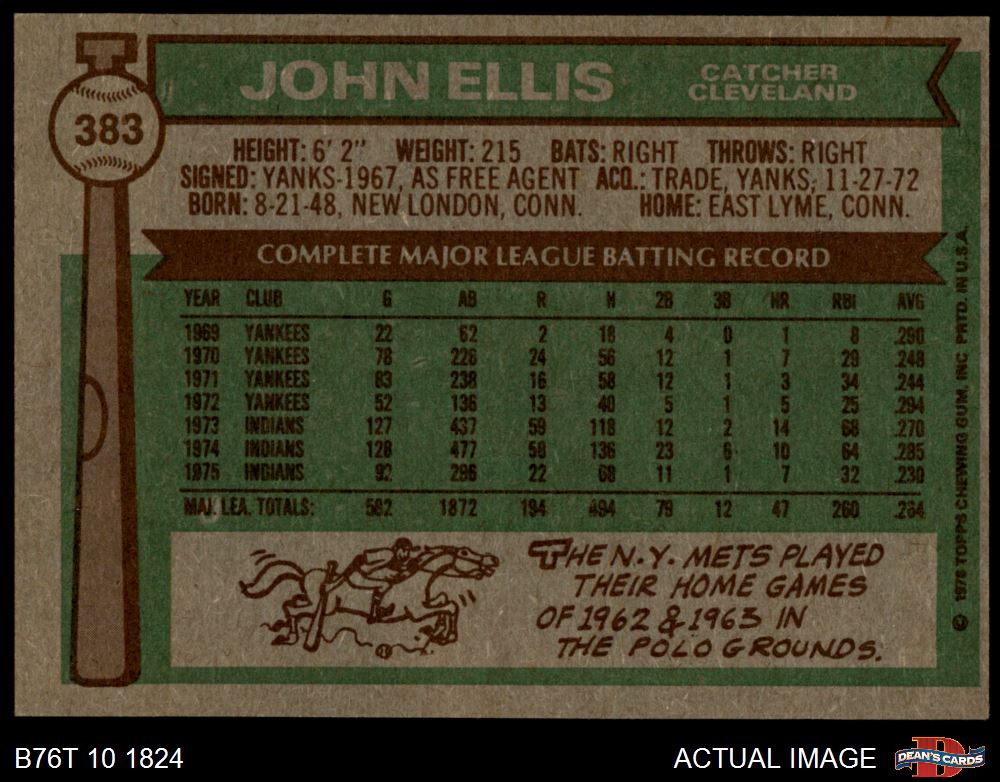 JOHN ELLIS
CATCHER
CLEVELAND
383
HEIGHT: 6' 2" WEIGHT: 215 BATS: RIGHT THROWS: RIGHT
SIGNED: YANKS-1967, AS FREE AGENT ACQ.: TRADE, YANKS, 11-27-72
BORN: 8-21-48, NEW LONDON, CONN. HOME: EAST LYME, CONN.
COMPLETE MAJOR LEAGUE BATTING RECORD
YEAR CLUB G AB R H 2B 3B HR RBI AVG
1969 YANKEES 22 62 2 18 4 0 1 8 .290
1970 YANKEES 78 226 24 56 12 1 7 29 .248
1971 YANKEES 83 238 16 58 12 1 3 34 .244
1972 YANKEES 52 136 13 40 5 1 5 25 .294
1973 INDIANS 127 437 59 118 12 2 14 68 .270
1974 INDIANS 128 477 58 136 23 6 10 64 .285
1975 INDIANS 92 296 22 68 11 1 7 32 .230
MAJ. LEA. TOTALS: 582 1872 194 494 79 12 47 260 .264
THE N.Y. METS PLAYED
THEIR HOME GAMES
OF 1962 & 1963 IN
THE POLO GROUNDS.
© 1976 TOPPS CHEWING GUM, INC PRTD. IN U.S.A.
B76T 10 1824
ACTUAL IMAGE
D
DEAN'S CARDS